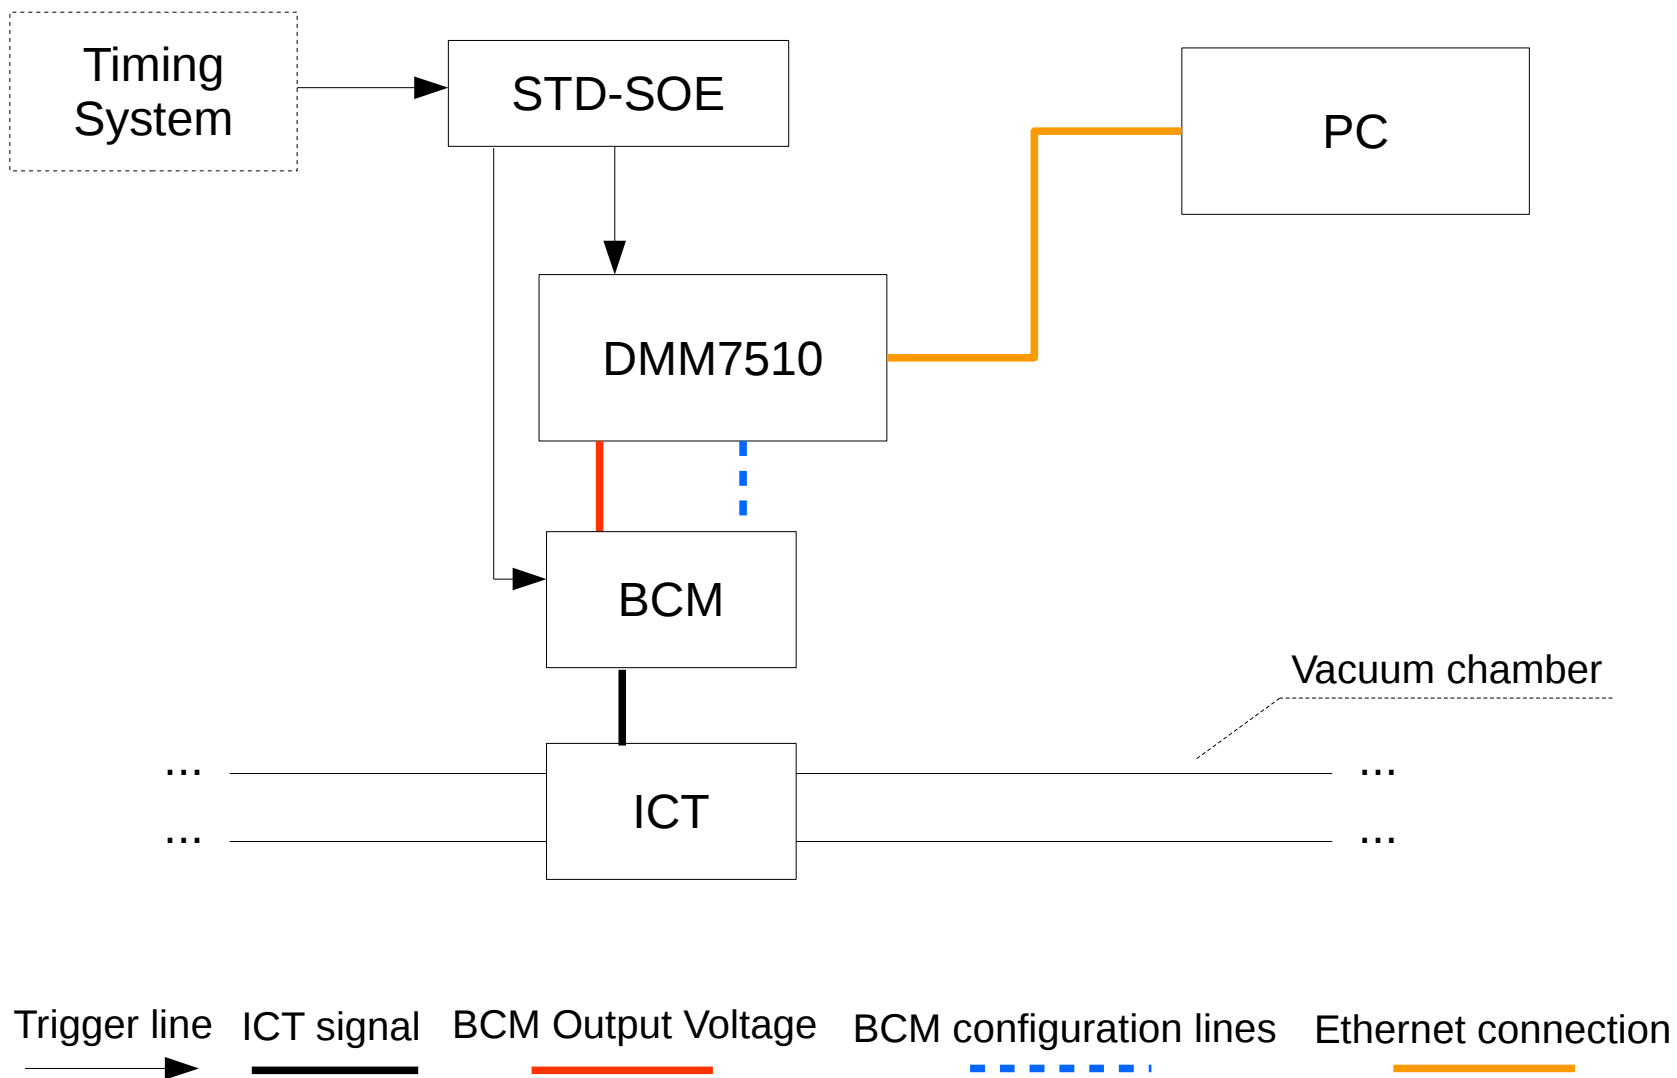 Timing
System
STD-SOE
PC
DMM7510
BCM
Vacuum chamber
... ...
ICT
... ...
Trigger line ICT signal BCM Output Voltage BCM configuration lines Ethernet connection